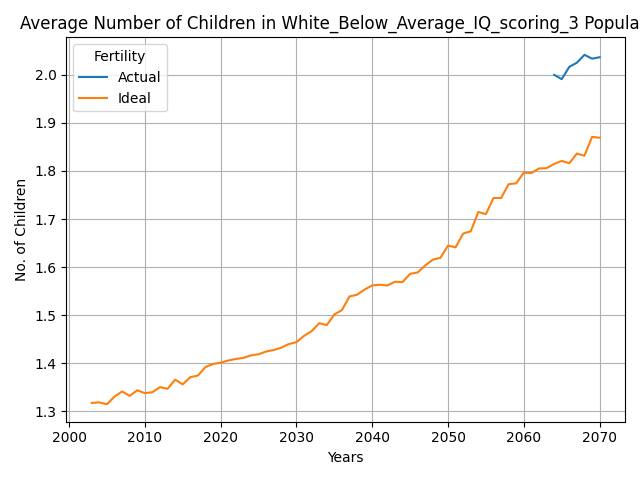 Average Number of Children in White_Below_Average_IQ_scoring_3 Popula
Fertility
Actual
Ideal
2.0
1.9
1.8
1.7
1.6
1.5
1.4
1.3
No. of Children
2000 2010 2020 2030 2040 2050 2060 2070
Years